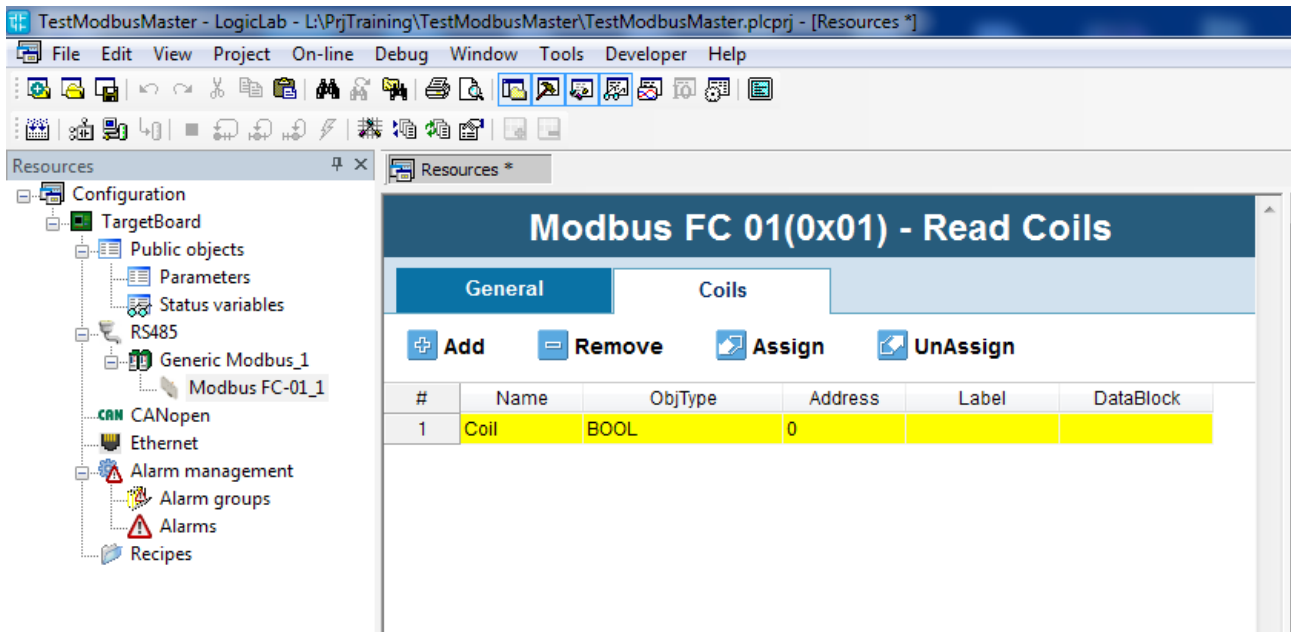 TestModbusMaster - LogicLab - L:\PrjTraining\TestModbusMaster\TestModbusMaster.plcprj - [Resources *]
File Edit View Project On-line Debug Window Tools Developer Help
Resources
Resources *
Configuration
TargetBoard
Public objects
Parameters
Status variables
RS485
Generic Modbus_1
Modbus FC-01_1
CAN CANopen
Ethernet
Alarm management
Alarm groups
Alarms
Recipes
Modbus FC 01(0x01) - Read Coils
General Coils
Add Remove Assign UnAssign
# Name ObjType Address Label DataBlock
1 Coil BOOL 0